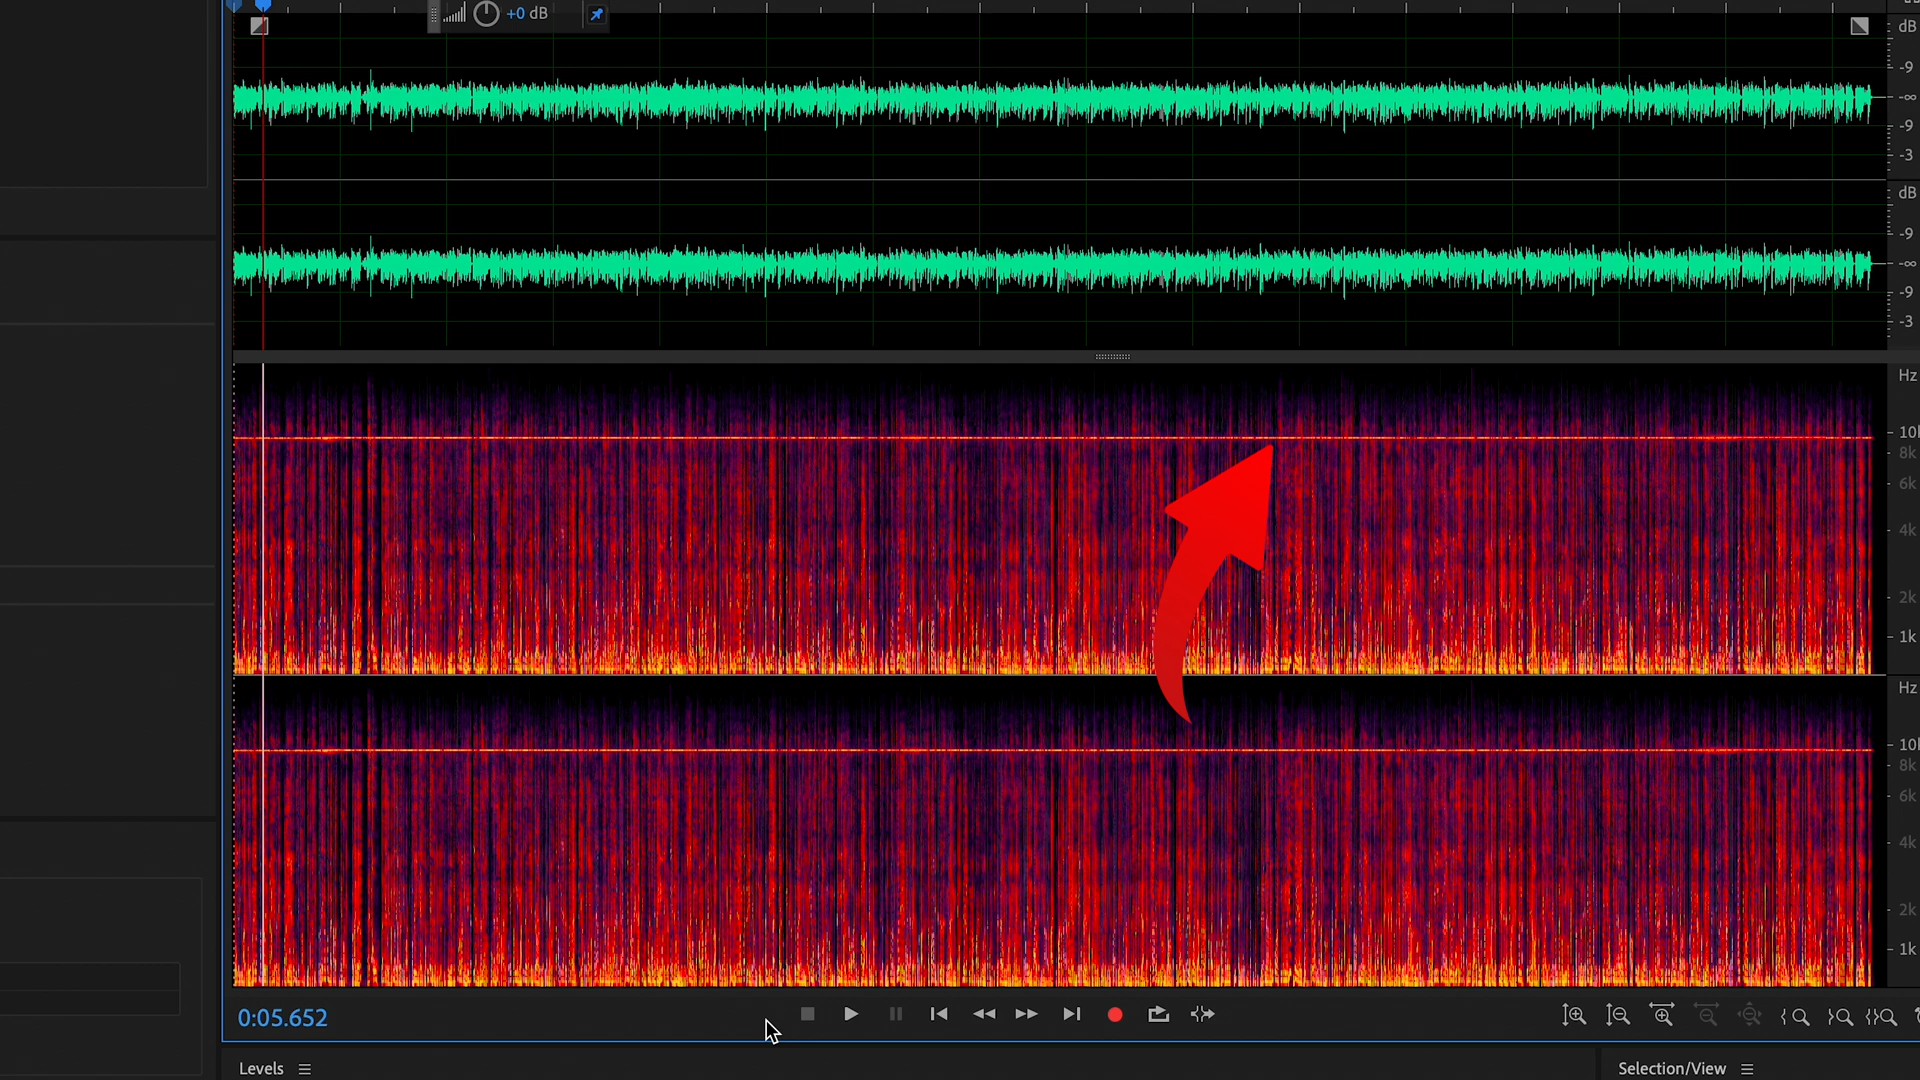 +0 dB
dB
-9
-∞
-9
-3
dB
-9
-∞
-9
-3
Hz
10k
8k
6k
4k
2k
1k
Hz
10k
8k
6k
4k
2k
1k
0:05.652
Levels
Selection/View